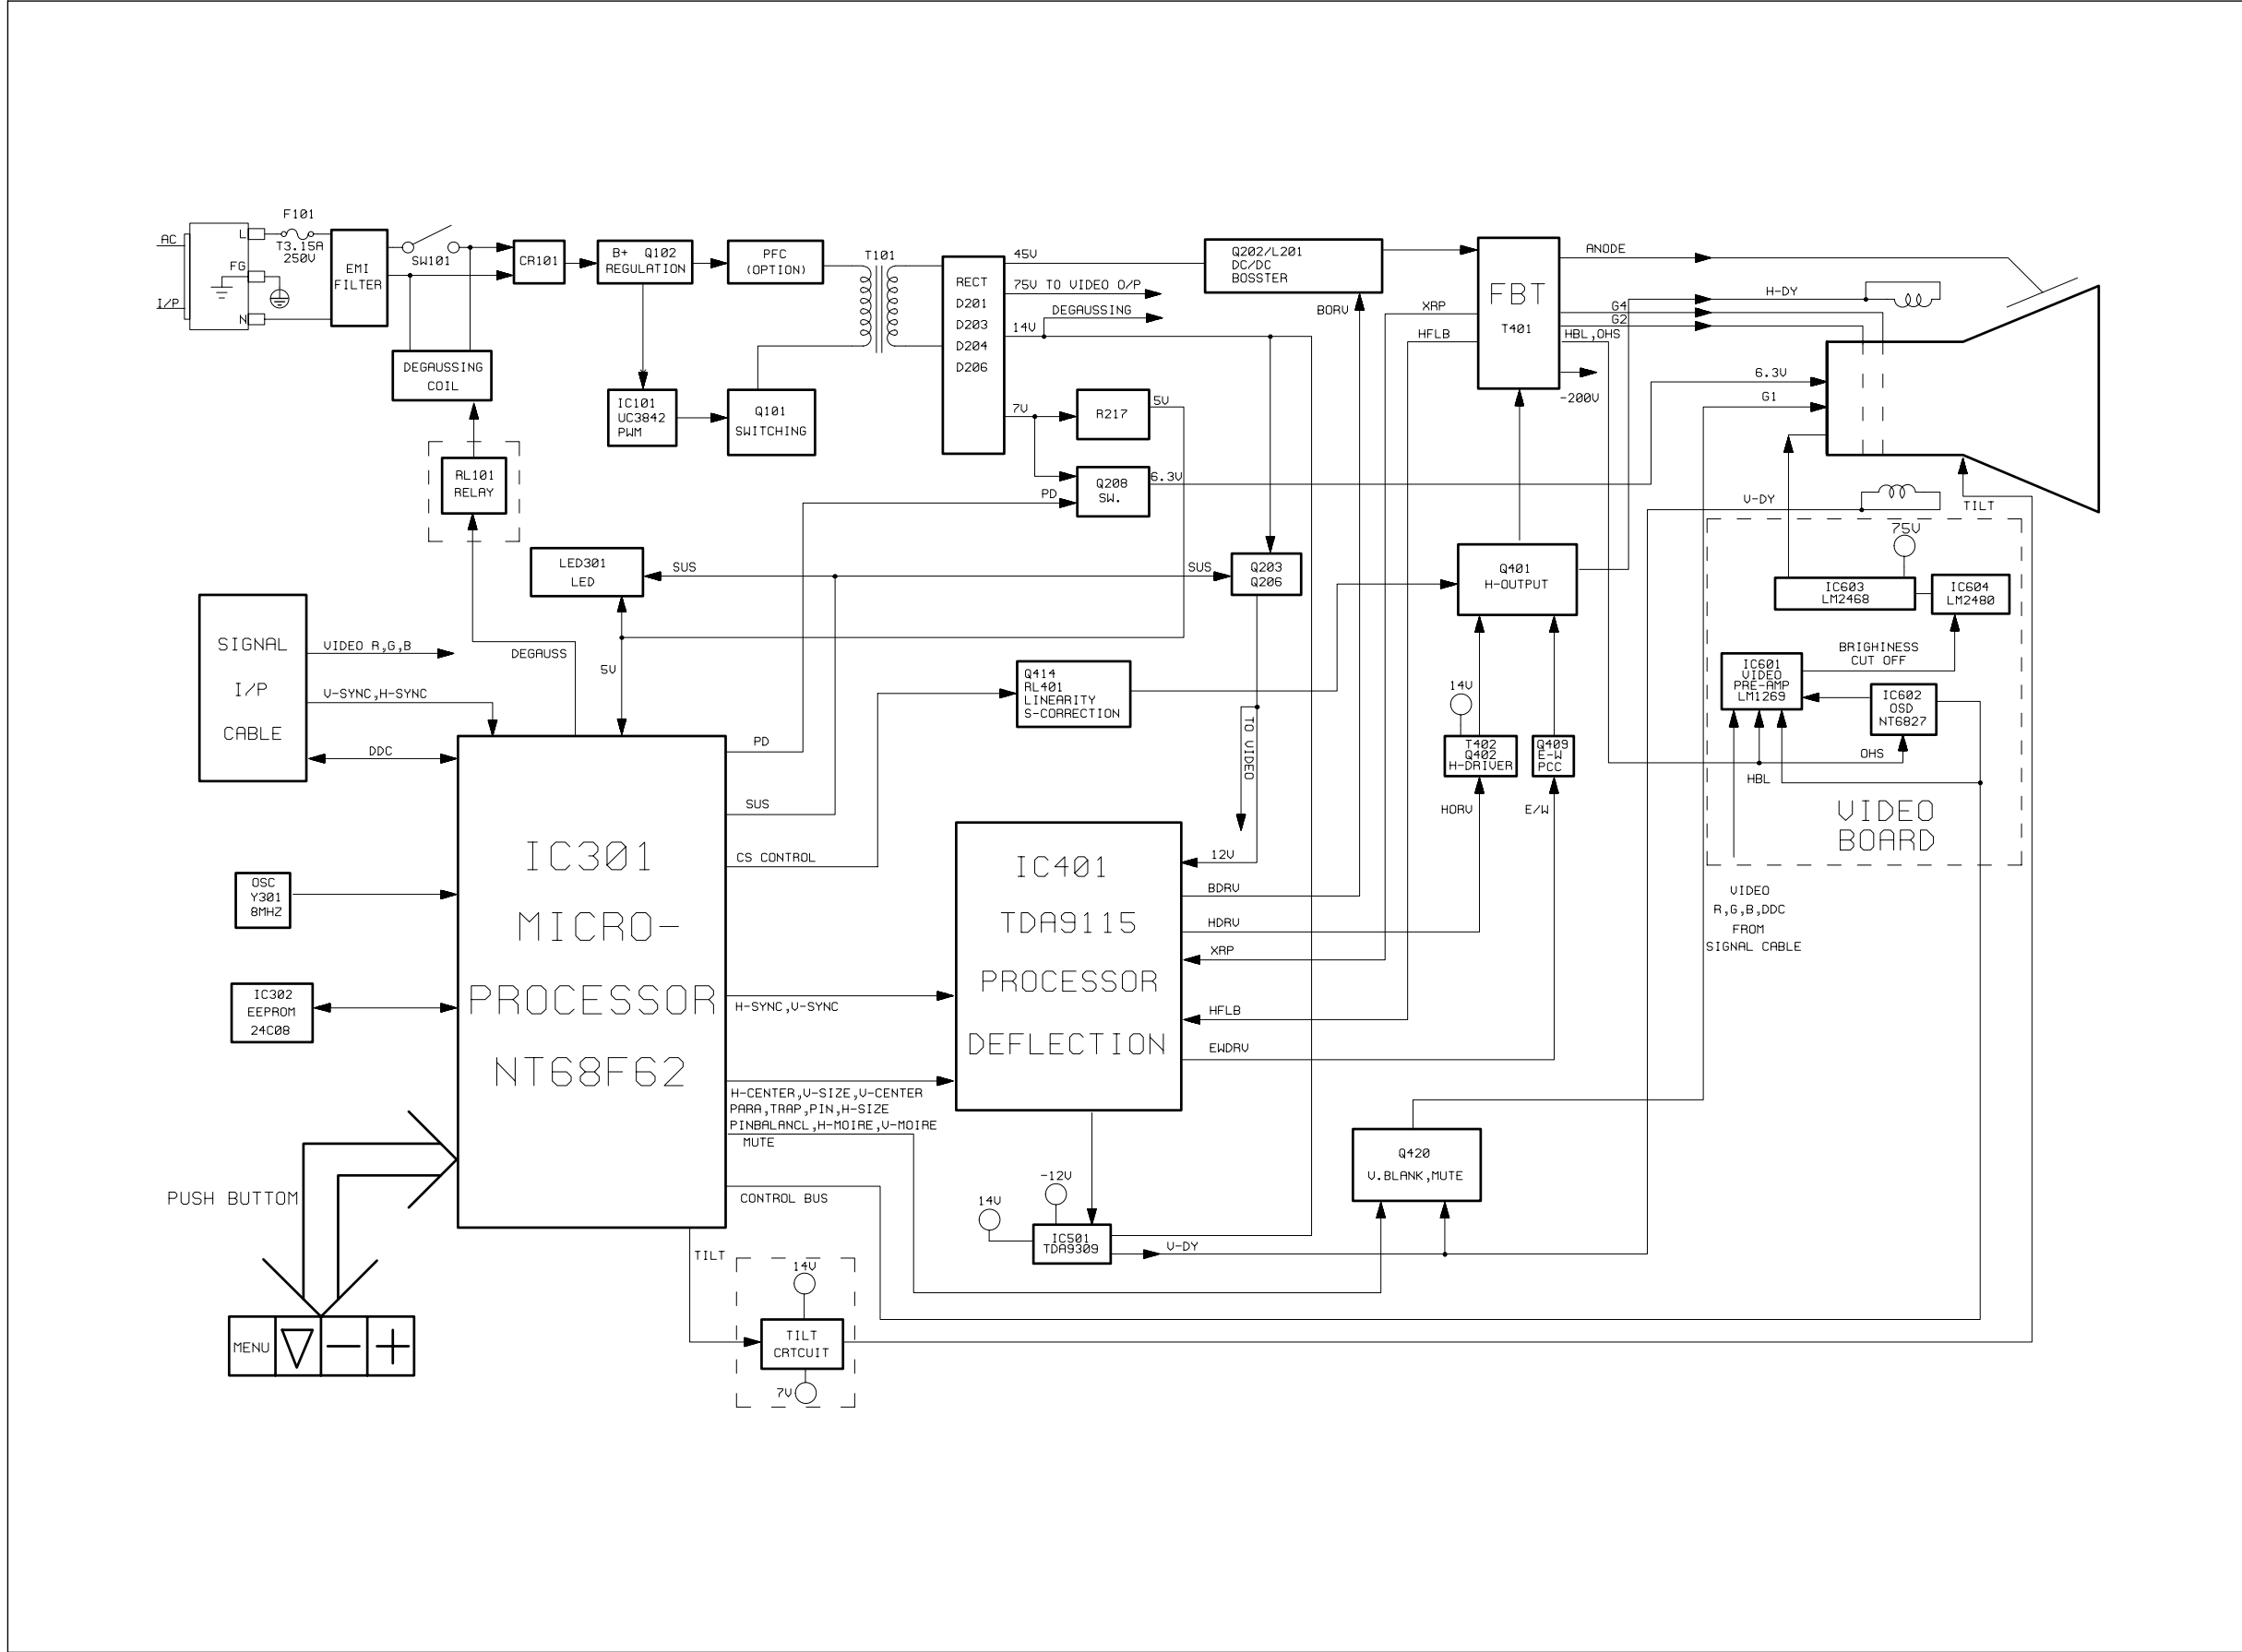 F101
AC
L
T3.15A
250V
FG
I/P
N
EMI
FILTER
SW101
CR101
B+ Q102
REGULATION
PFC
(OPTION)
T101
RECT
D201
D203
D204
D206
45V
75V TO VIDEO O/P
DEGAUSSING
14V
7V
Q202/L201
DC/DC
BOSSTER
BORV
XRP
HFLB
FBT
T401
ANODE
H-DY
G4
G2
HBL,OHS
-200V
6.3V
G1
DEGAUSSING
COIL
IC101
UC3842
PWM
Q101
SWITCHING
R217
5V
Q208
SW.
6.3V
PD
RL101
RELAY
V-DY
TILT
75V
LED301
LED
SUS
SUS
Q203
Q206
Q401
H-OUTPUT
IC603
LM2468
IC604
LM2480
SIGNAL
I/P
CABLE
VIDEO R,G,B
V-SYNC,H-SYNC
DDC
DEGAUSS
5V
Q414
RL401
LINEARITY
S-CORRECTION
14V
BRIGHINESS
CUT OFF
IC601
VIDEO
PRE-AMP
LM1269
IC602
OSD
NT6827
TO VIDEO
T402
Q402
H-DRIVER
Q409
E-W
PCC
OHS
HBL
VIDEO
BOARD
PD
SUS
CS CONTROL
HORV
E/W
IC301
MICRO-
PROCESSOR
NT68F62
OSC
Y301
8MHZ
IC302
EEPROM
24C08
IC401
TDA9115
PROCESSOR
DEFLECTION
12V
BDRV
HDRV
XRP
HFLB
EWDRV
VIDEO
R,G,B,DDC
FROM
SIGNAL CABLE
H-SYNC,V-SYNC
H-CENTER,V-SIZE,V-CENTER
PARA,TRAP,PIN,H-SIZE
PINBALANCL,H-MOIRE,V-MOIRE
MUTE
Q420
V.BLANK,MUTE
PUSH BUTTOM
CONTROL BUS
-12V
14V
IC501
TDA9309
V-DY
TILT
14V
TILT
CRTCUIT
7V
MENU